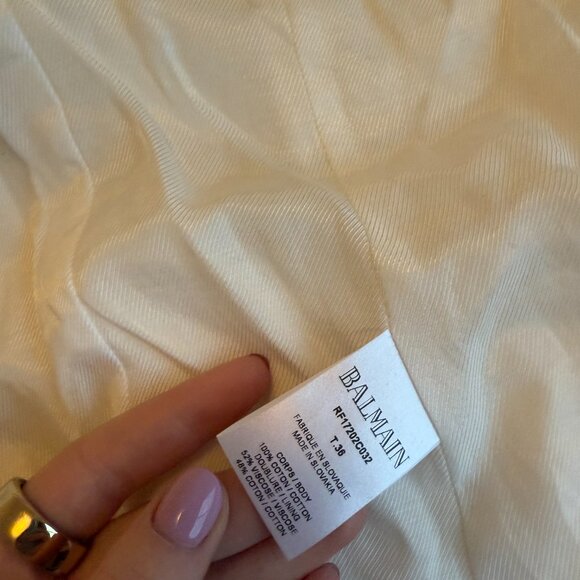 BALMAIN
RF17202C032
T.36
FABRIQUE EN SLOVAQUIE
MADE IN SLOVAKIA
CORPS / BODY
100% COTON / COTTON
DOUBLURE / LINING
52% VISCOSE / VISCOSE
48% COTON / COTTON